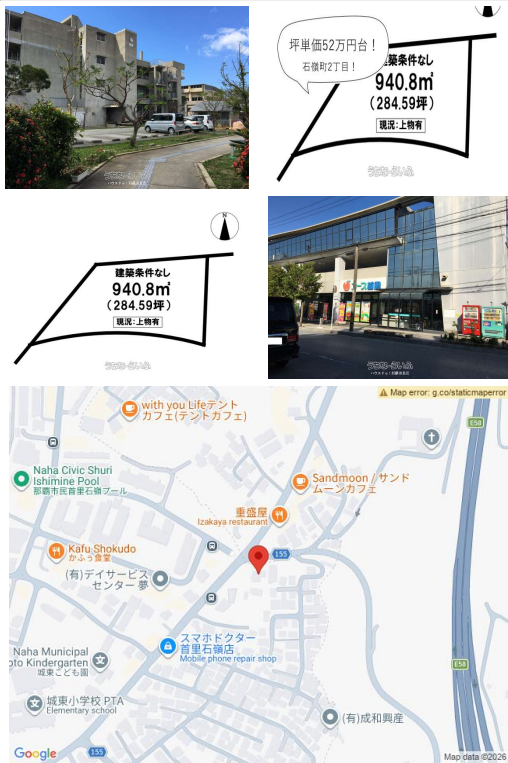 坪単価52万円台！
石嶺町2丁目！
建築条件なし
940.8㎡
（284.59坪）
現況：上物有
N
建築条件なし
940.8㎡
（284.59坪）
現況：上物有
Map error: g.co/staticmaperror
with you Lifeテント
カフェ(テントカフェ)
E58
Naha Civic Shuri
Ishimine Pool
那覇市民首里石嶺プール
Sandmoon / サンド
ムーンカフェ
重盛屋
Izakaya restaurant
Kafu Shokudo
かふぅ食堂
155
(有)デイサービス
センター 夢
スマホドクター
首里石嶺店
Mobile phone repair shop
Naha Municipal
oto Kindergarten
城東こども園
E58
城東小学校 PTA
Elementary school
(有)成和興産
155
Google
Map data ©2026